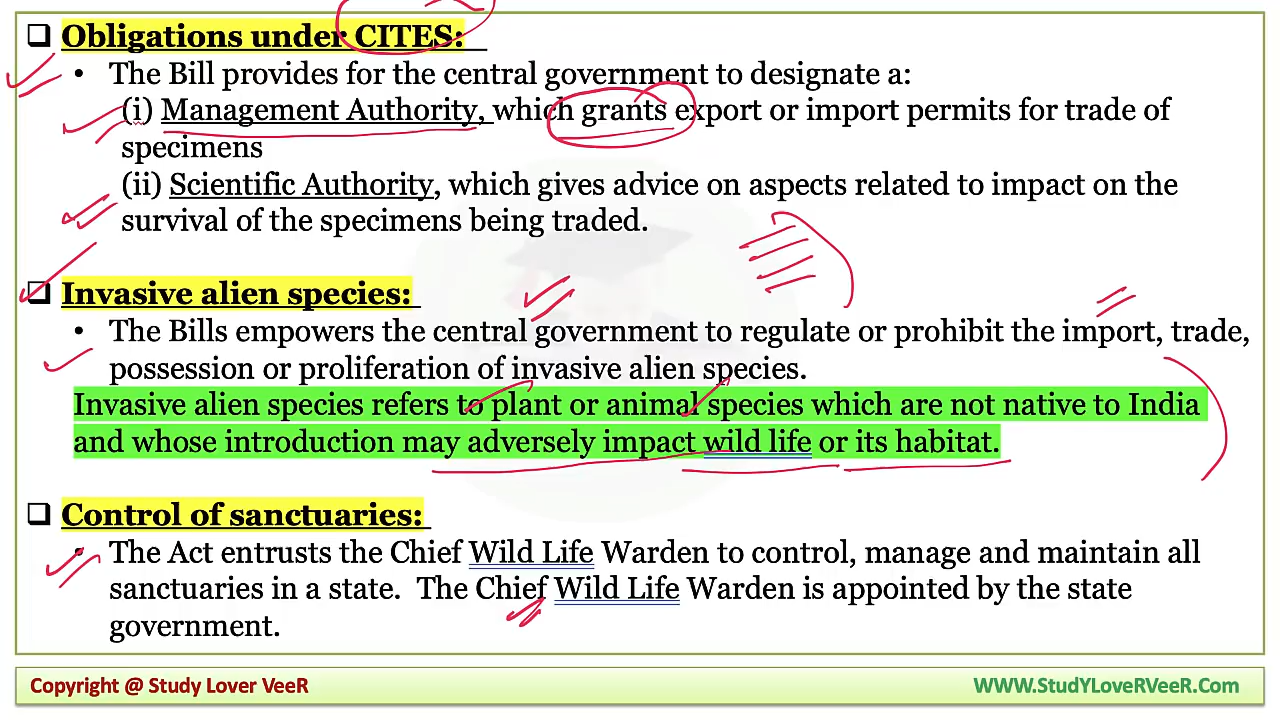 ❑ Obligations under CITES:
• The Bill provides for the central government to designate a:
(i) Management Authority, which grants export or import permits for trade of
specimens
(ii) Scientific Authority, which gives advice on aspects related to impact on the
survival of the specimens being traded.
❑ Invasive alien species:
• The Bills empowers the central government to regulate or prohibit the import, trade,
possession or proliferation of invasive alien species.
Invasive alien species refers to plant or animal species which are not native to India
and whose introduction may adversely impact wild life or its habitat.
❑ Control of sanctuaries:
• The Act entrusts the Chief Wild Life Warden to control, manage and maintain all
sanctuaries in a state. The Chief Wild Life Warden is appointed by the state
government.
Copyright @ Study Lover VeeR
WWW.StudYLoveRVeeR.Com